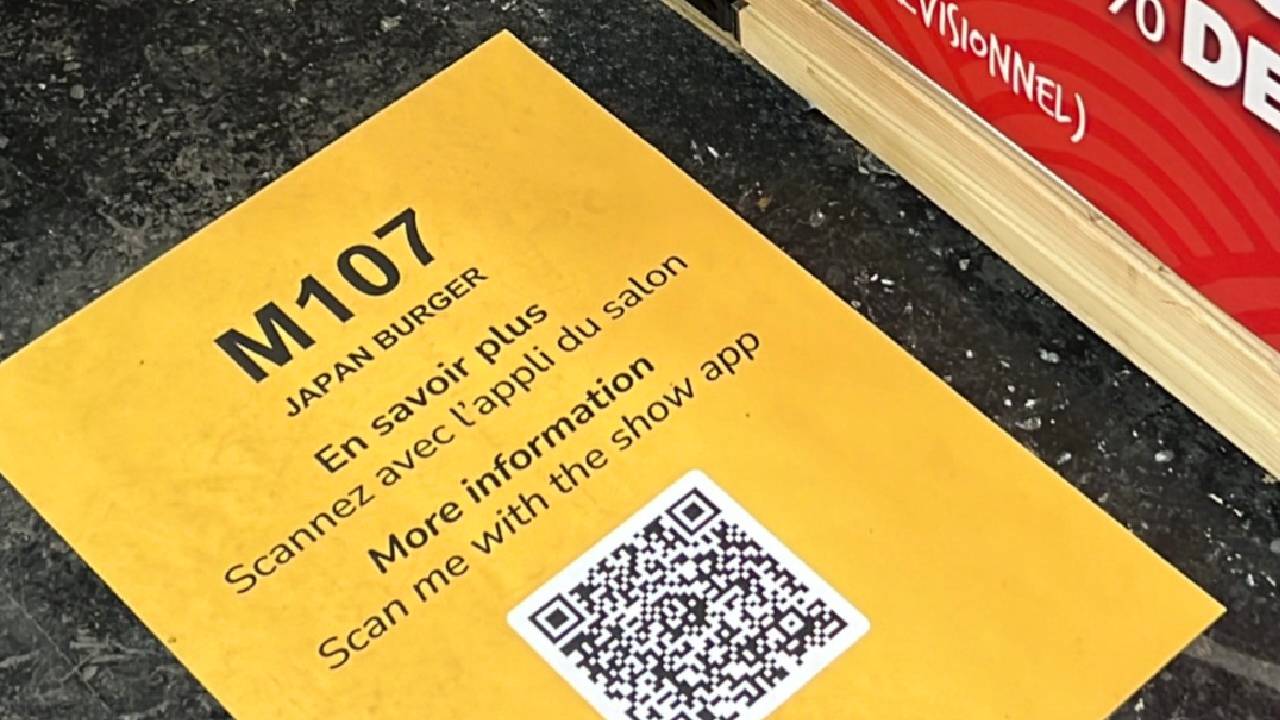 M107
JAPAN BURGER
En savoir plus
Scannez avec l'appli du salon
More information
Scan me with the show app
% DE
VISIONNEL)